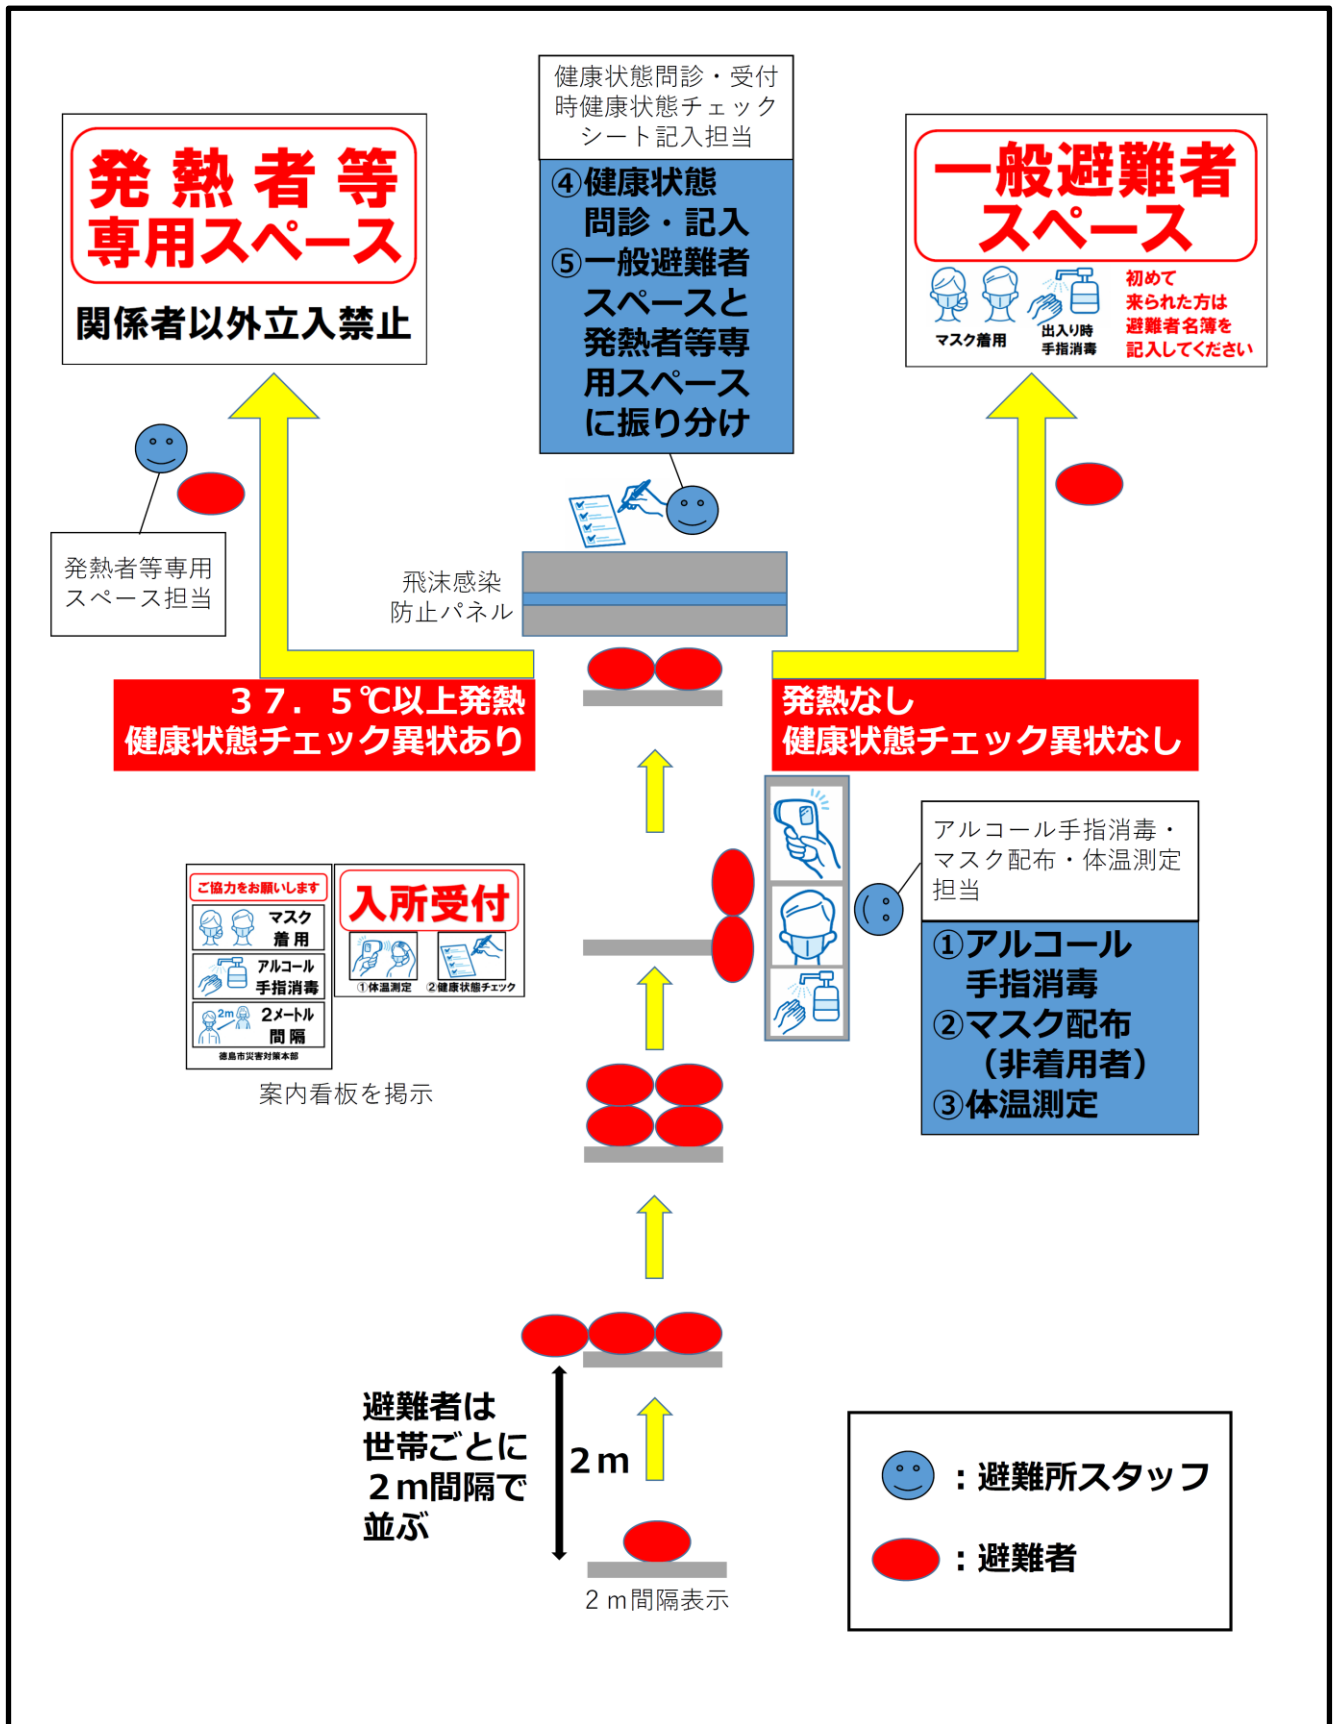 健康状態問診・受付
時健康状態チェック
シート記入担当
④健康状態
問診・記入
⑤一般避難者
スペースと
発熱者等専
用スペース
に振り分け
発熱者等
専用スペース
関係者以外立入禁止
一般避難者
スペース
マスク着用
出入り時
手指消毒
初めて
来られた方は
避難者名簿を
記入してください
発熱者等専用
スペース担当
飛沫感染
防止パネル
３７．５℃以上発熱
健康状態チェック異状あり
発熱なし
健康状態チェック異状なし
アルコール手指消毒・
マスク配布・体温測定
担当
①アルコール
手指消毒
②マスク配布
（非着用者）
③体温測定
ご協力をお願いします
マスク
着用
アルコール
手指消毒
2m
2メートル
間隔
徳島市災害対策本部
入所受付
①体温測定
②健康状態チェック
案内看板を掲示
避難者は
世帯ごとに
２ｍ間隔で
並ぶ
2ｍ
２ｍ間隔表示
：避難所スタッフ
：避難者